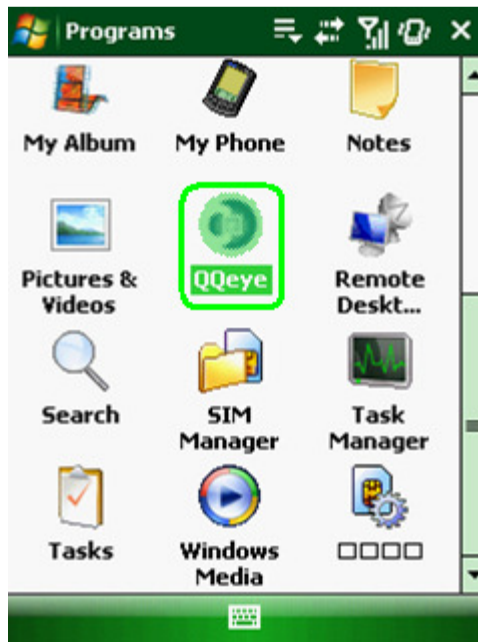 Programs
My Album My Phone Notes
Pictures & QQeye Remote
Videos Deskt...
Search SIM Task
Manager Manager
Tasks Windows □□□□
Media